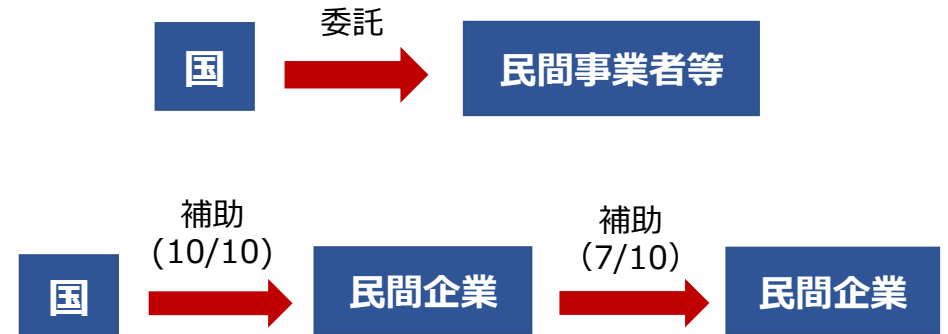 委託
国
民間事業者等
補助
(10/10)
補助
（7/10）
国
民間企業
民間企業